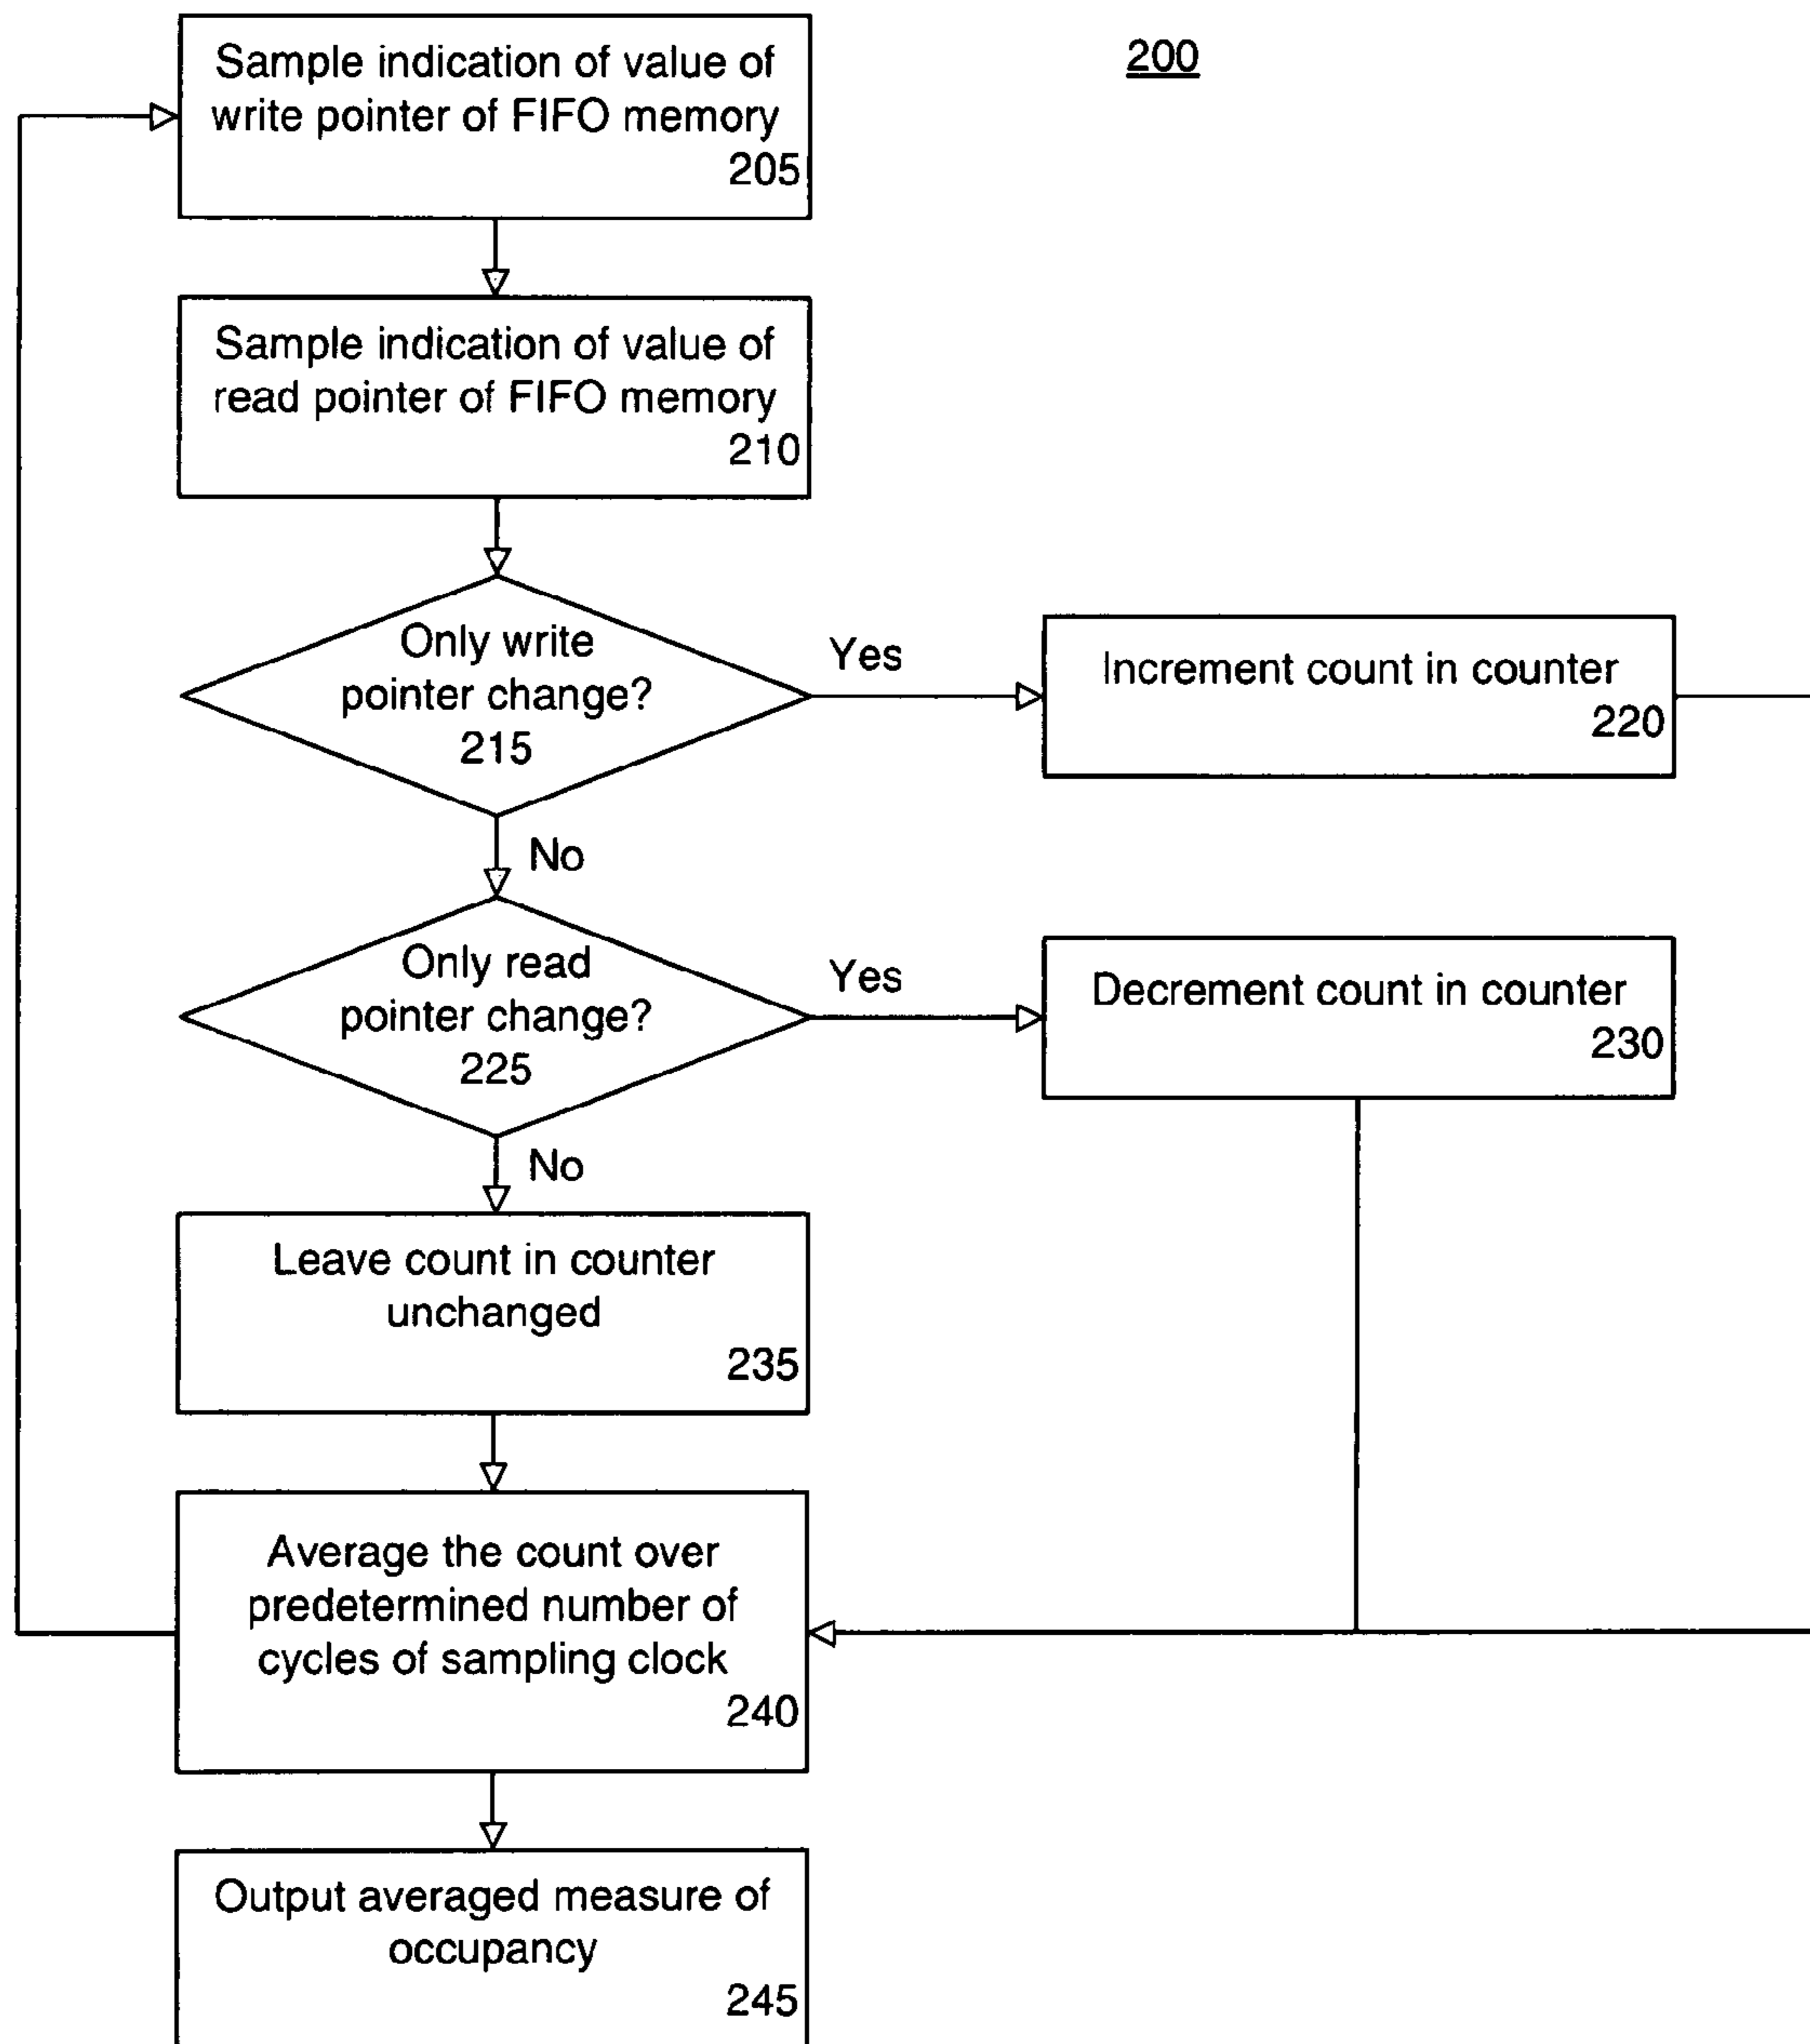 200
Sample indication of value of
write pointer of FIFO memory
205
Sample indication of value of
read pointer of FIFO memory
210
Only write
pointer change?
215
Yes
Increment count in counter
220
No
Only read
pointer change?
225
Yes
Decrement count in counter
230
No
Leave count in counter
unchanged
235
Average the count over
predetermined number of
cycles of sampling clock
240
Output averaged measure of
occupancy
245